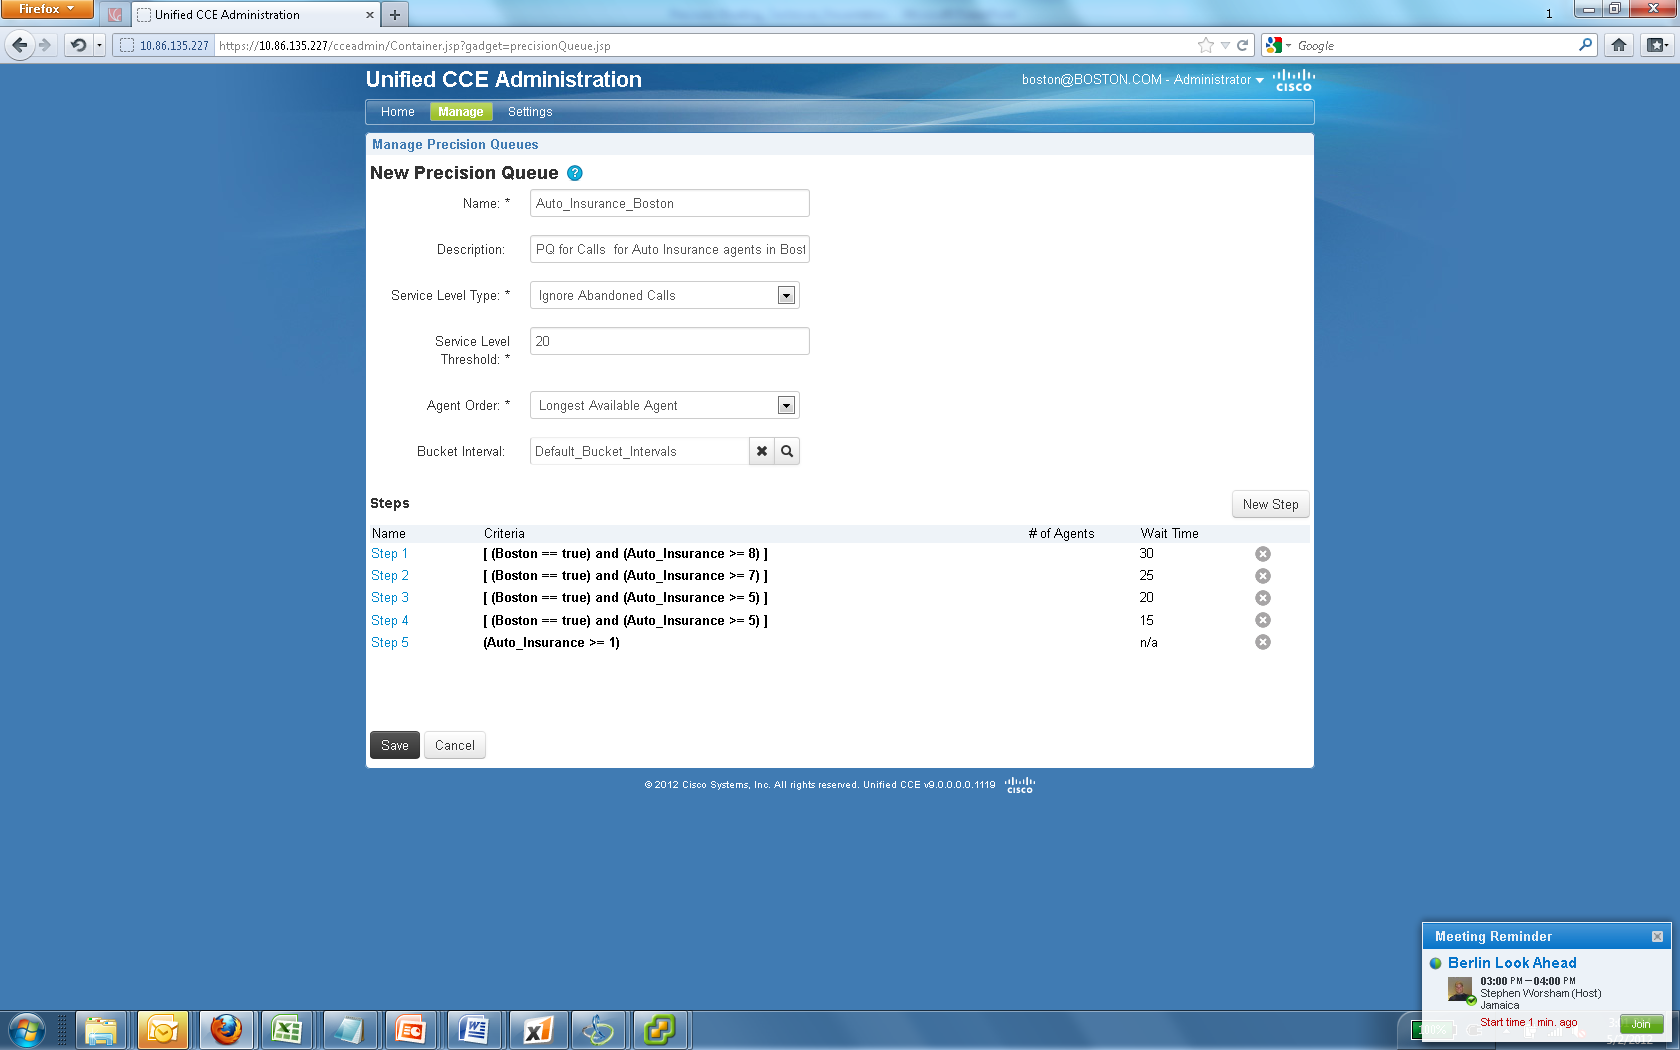 Firefox
Unified CCE Administration
1
10.86.135.227
https://10.86.135.227/cceadmin/Container.jsp?gadget=precisionQueue.jsp
Google
Unified CCE Administration
boston@BOSTON.COM - Administrator
CISCO
Home
Manage
Settings
Manage Precision Queues
New Precision Queue ?
Name: *
Auto_Insurance_Boston
Description:
PQ for Calls  for Auto Insurance agents in Bost
Service Level Type: *
Ignore Abandoned Calls
Service Level
Threshold: *
20
Agent Order: *
Longest Available Agent
Bucket Interval:
Default_Bucket_Intervals
Steps
New Step
Name Criteria # of Agents Wait Time
Step 1 [ (Boston == true) and (Auto_Insurance >= 8) ] 30
Step 2 [ (Boston == true) and (Auto_Insurance >= 7) ] 25
Step 3 [ (Boston == true) and (Auto_Insurance >= 5) ] 20
Step 4 [ (Boston == true) and (Auto_Insurance >= 5) ] 15
Step 5 (Auto_Insurance >= 1) n/a
Save
Cancel
© 2012 Cisco Systems, Inc. All rights reserved. Unified CCE v9.0.0.0.0.1119
CISCO
Meeting Reminder
Berlin Look Ahead
03:00 PM – 04:00 PM
Stephen Worsham (Host)
Jamaica
Start time 1 min. ago
Join
100%
3/2/2012